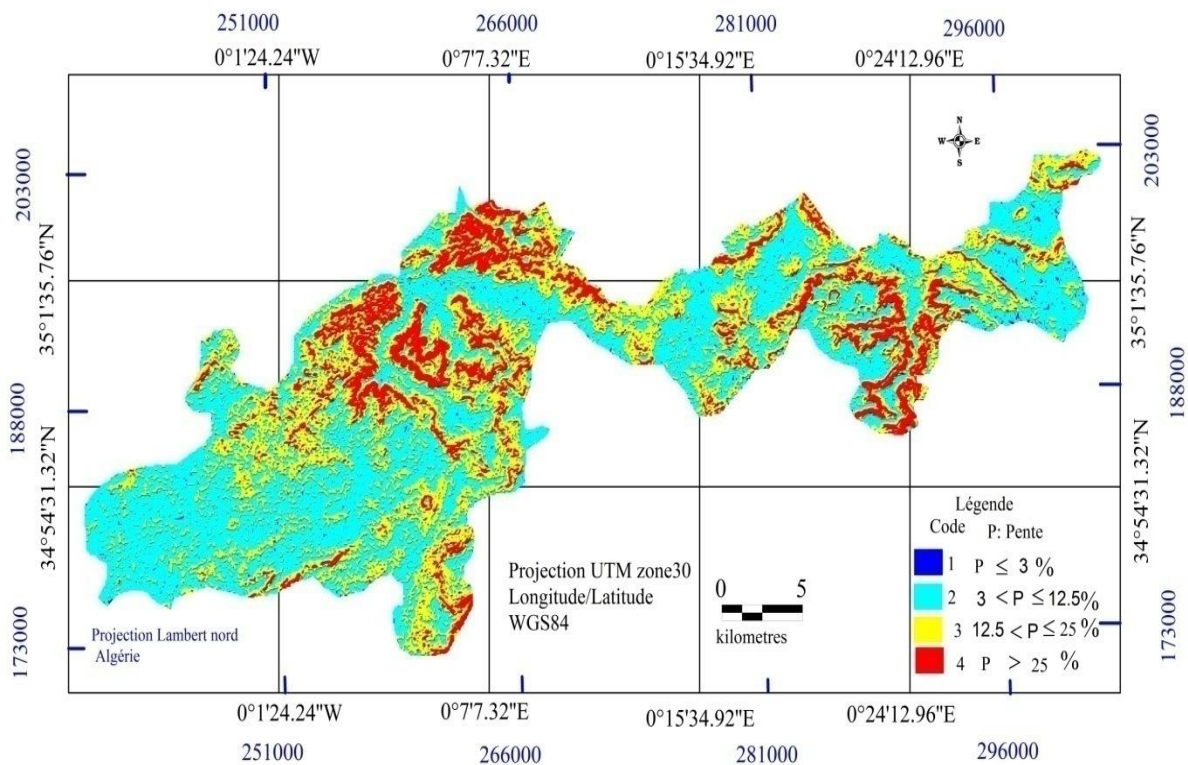 251000 266000 281000 296000
0°1'24.24"W 0°7'7.32"E 0°15'34.92"E 0°24'12.96"E
N
W E
S
203000
203000
35°1'35.76"N
35°1'35.76"N
188000
188000
34°54'31.32"N
34°54'31.32"N
173000
173000
Légende
Code P: Pente
1 P ≤ 3 %
2 3 < P ≤ 12.5%
3 12.5 < P ≤ 25%
4 P > 25 %
Projection UTM zone30
Longitude/Latitude
WGS84
0 5
kilometres
Projection Lambert nord
Algérie
0°1'24.24"W 0°7'7.32"E 0°15'34.92"E 0°24'12.96"E
251000 266000 281000 296000